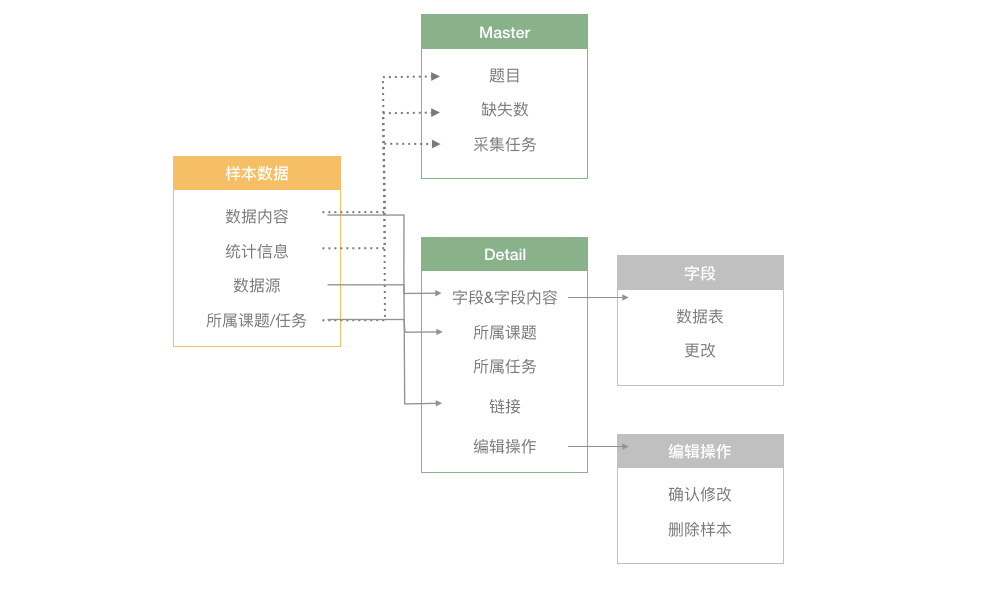 Master
题目
缺失数
采集任务
样本数据
数据内容
统计信息
数据源
所属课题/任务
Detail
字段&字段内容
所属课题
所属任务
链接
编辑操作
字段
数据表
更改
编辑操作
确认修改
删除样本